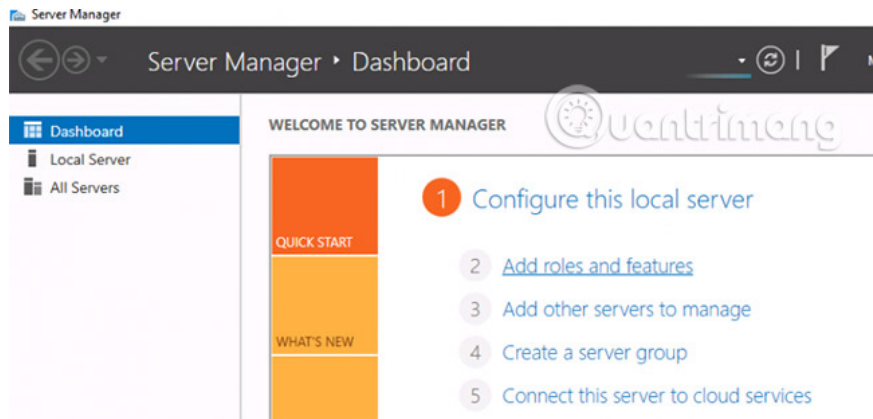 Server Manager
Server Manager ‣ Dashboard
Dashboard
Local Server
All Servers
WELCOME TO SERVER MANAGER
Quantrimang
QUICK START
WHAT'S NEW
1 Configure this local server
2 Add roles and features
3 Add other servers to manage
4 Create a server group
5 Connect this server to cloud services